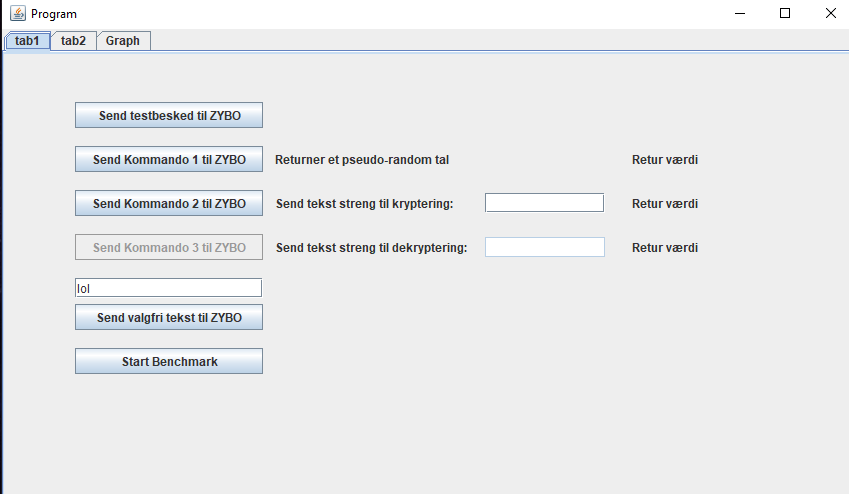 Program
tab1 tab2 Graph
Send testbesked til ZYBO
Send Kommando 1 til ZYBO Returner et pseudo-random tal Retur værdi
Send Kommando 2 til ZYBO Send tekst streng til kryptering: Retur værdi
Send Kommando 3 til ZYBO Send tekst streng til dekryptering: Retur værdi
lol
Send valgfri tekst til ZYBO
Start Benchmark